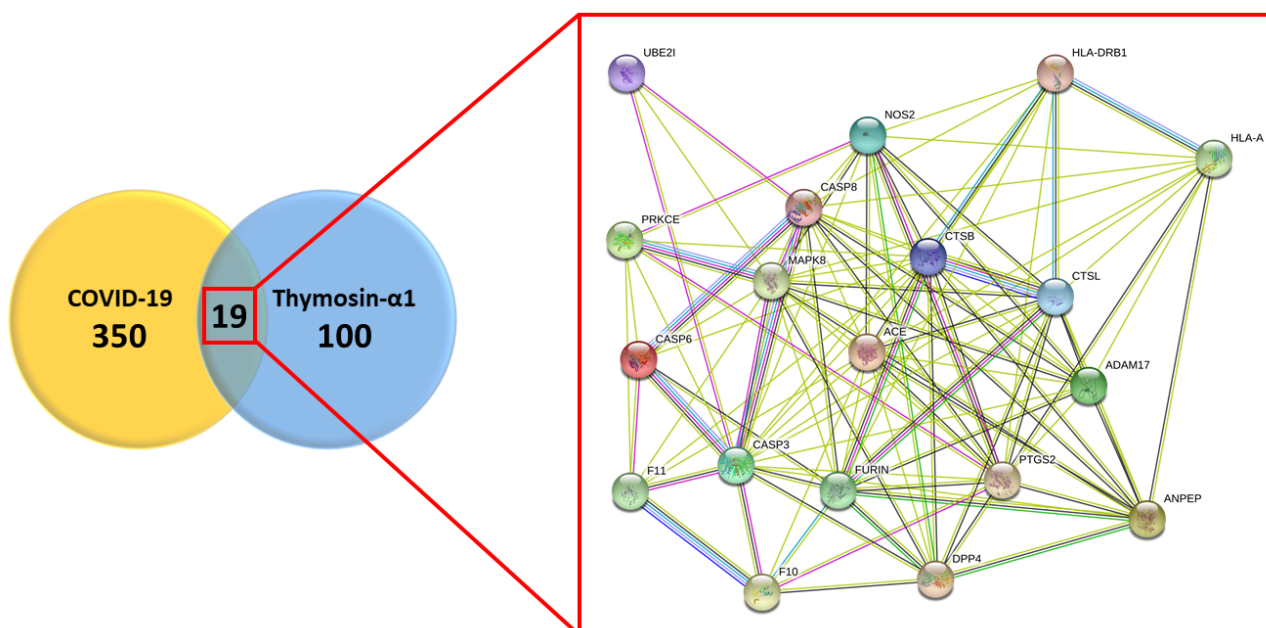 COVID-19
350
19
Thymosin-α1
100
UBE2I
HLA-DRB1
NOS2
HLA-A
CASP8
PRKCE
CTSB
MAPK8
CTSL
ACE
CASP6
ADAM17
CASP3
PTGS2
F11
FURIN
ANPEP
DPP4
F10